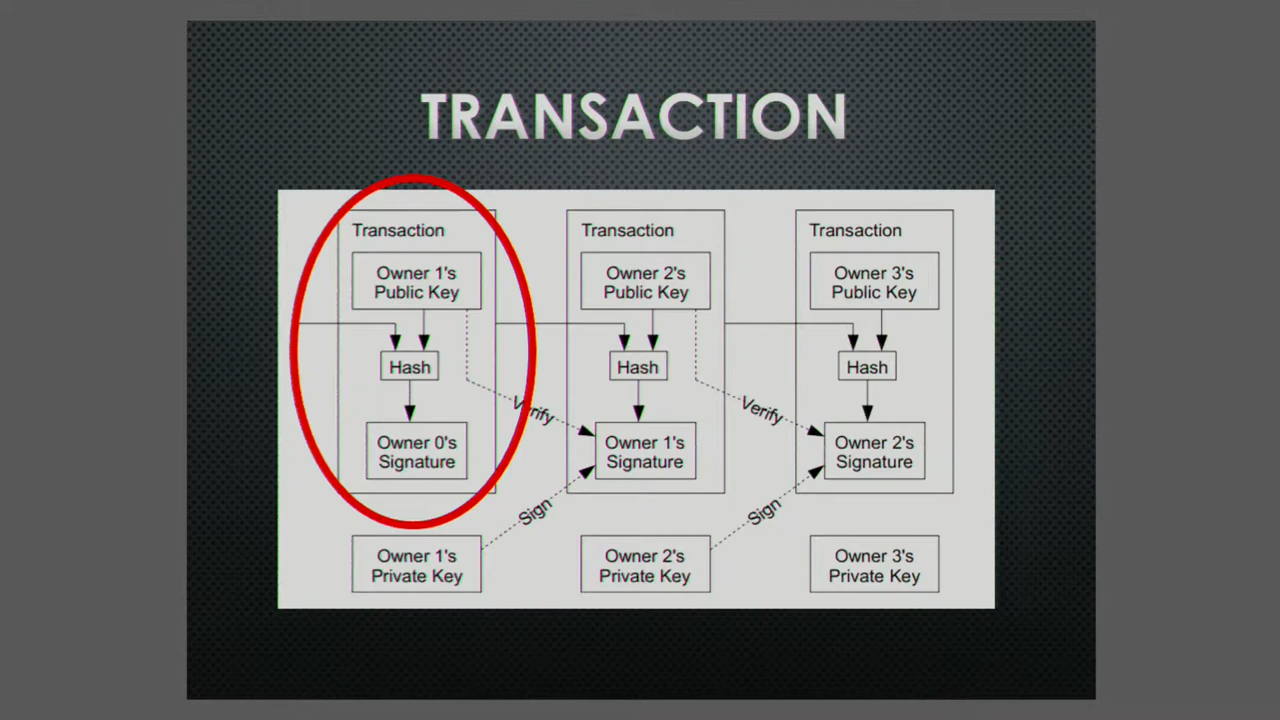 TRANSACTION
Transaction
Owner 1's
Public Key
Hash
Owner 0's
Signature
Owner 1's
Private Key
Transaction
Owner 2's
Public Key
Hash
Verify
Owner 1's
Signature
Sign
Owner 2's
Private Key
Transaction
Owner 3's
Public Key
Hash
Verify
Owner 2's
Signature
Sign
Owner 3's
Private Key